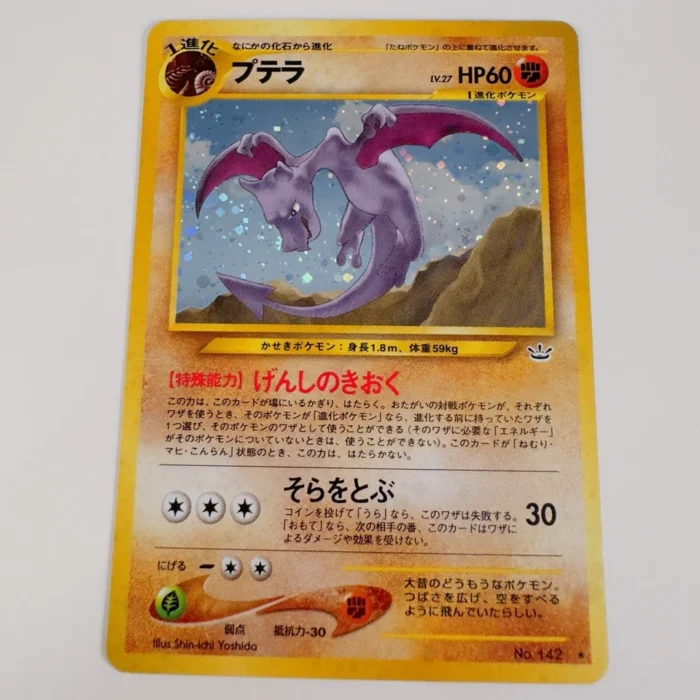 1進化
なにかの化石から進化
「たねポケモン」の上に重ねて進化させます。
プテラ
LV.27 HP60
1進化ポケモン
かせきポケモン：身長1.8m、体重59kg
【特殊能力】げんしのきおく
この力は、このカードが場にいるかぎり、はたらく。おたがいの対戦ポケモンが、それぞれ
ワザを使うとき、そのポケモンが「進化ポケモン」なら、進化する前に持っていたワザを
1つ選び、そのポケモンのワザとして使うことができる（そのワザに必要な「エネルギー」
がそのポケモンについていないときは、使うことができない）。このカードが「ねむり・
マヒ・こんらん」状態のとき、この力は、はたらかない。
そらをとぶ
コインを投げて「うら」なら、このワザは失敗する。
「おもて」なら、次の相手の番、このカードはワザに
よるダメージや効果を受けない。
30
にげる
弱点
抵抗力-30
大昔のどうもうなポケモン。
つばさを広げ、空をすべる
ように飛んでいたらしい。
Illus Shin-ichi Yoshida
No. 142